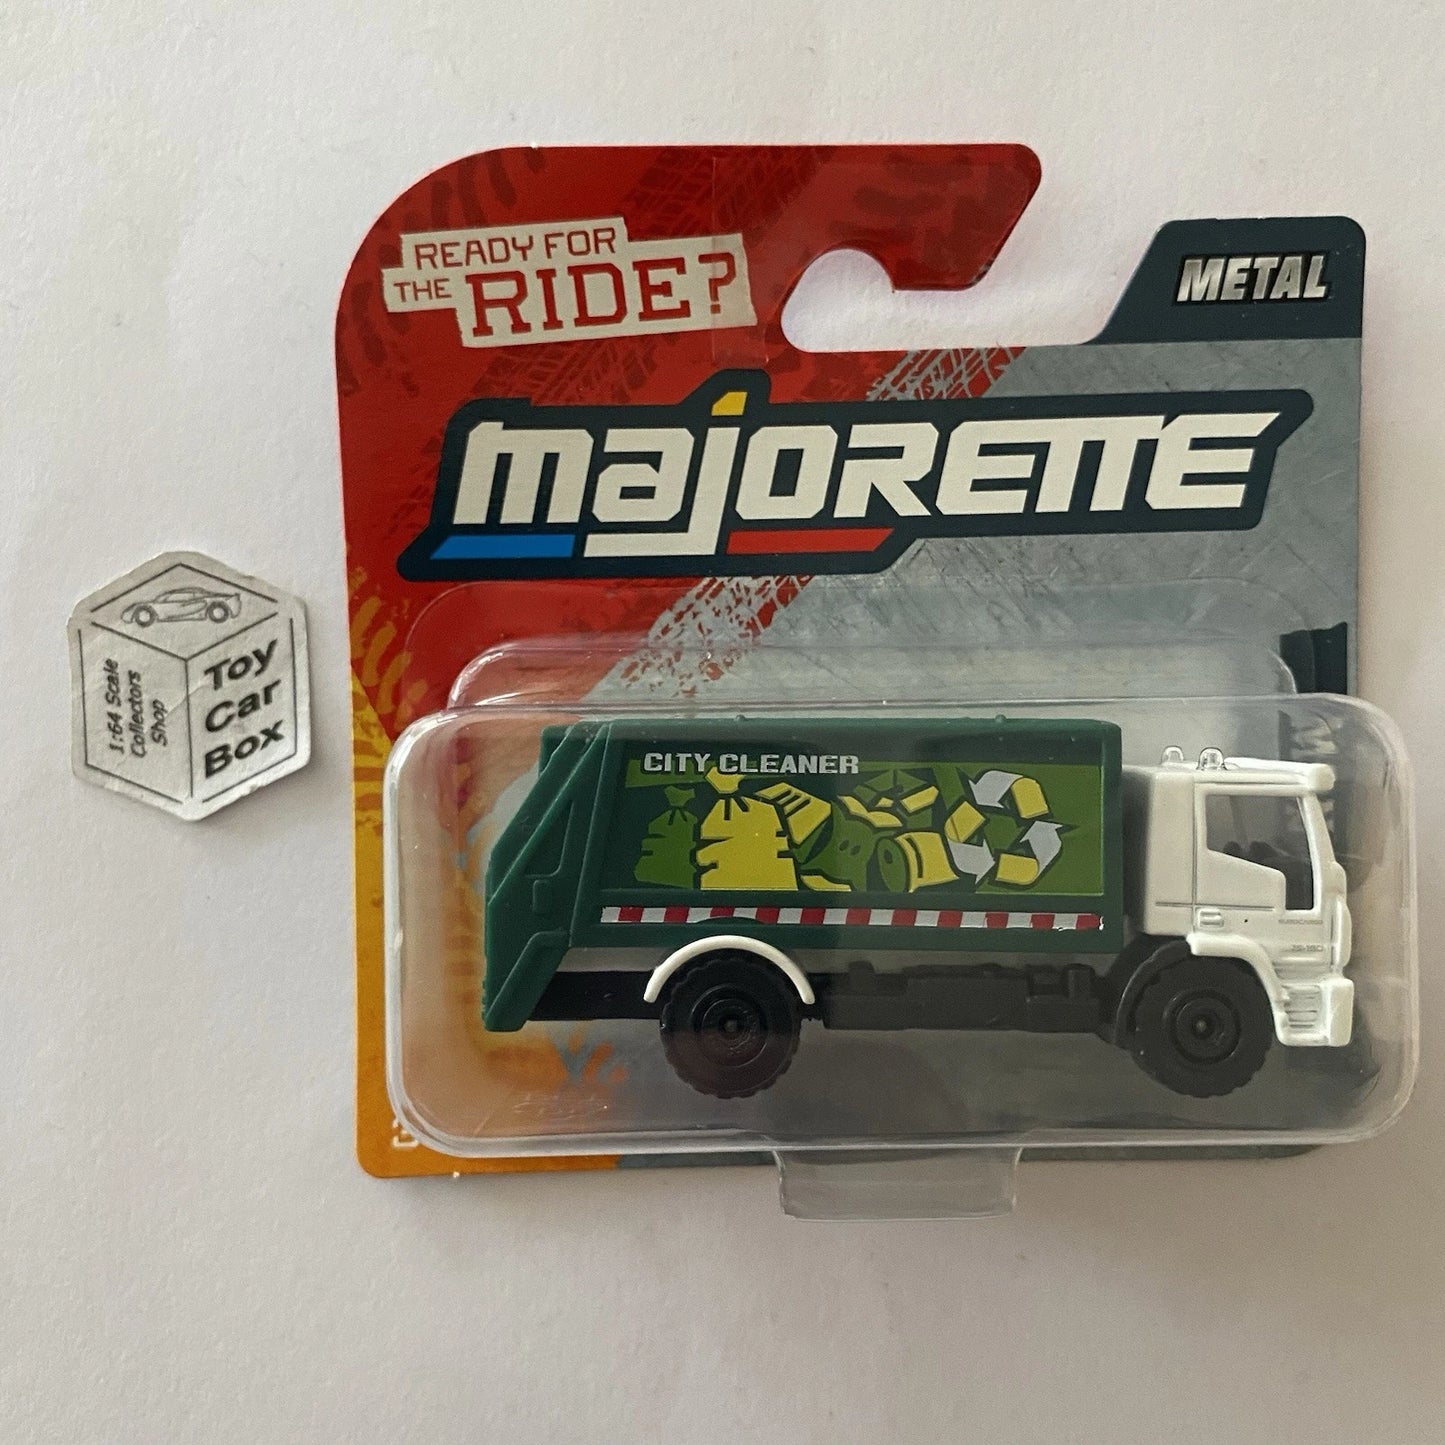 READY FOR
THE RIDE?
METAL
majorette
1:64 Scale
Collectors
Shop
Toy
Car
Box
CITY CLEANER